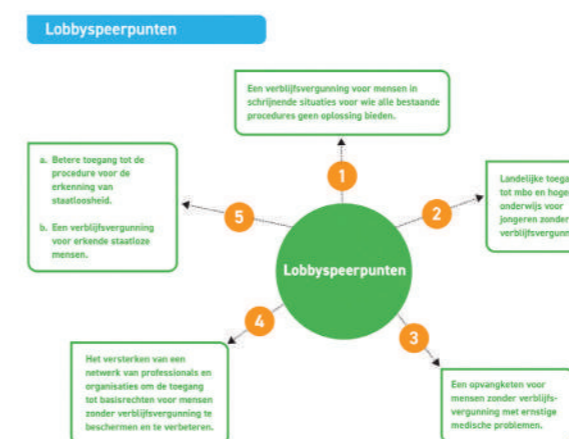 Lobbyspeerpunten
Een verblijfsvergunning voor mensen in
schrijnende situaties voor wie alle bestaande
procedures geen oplossing bieden.
1
a. Betere toegang tot de
procedure voor de
erkenning van
staatloosheid.
b. Een verblijfsvergunning
voor erkende staatloze
mensen.
5
2
Landelijke
tot mbo en
onderwijs voor
jongeren zonder
Lobbyspeerpunten
4
3
Het versterken van een
netwerk van professionals en
organisaties om de toegang
tot basisrechten voor mensen
zonder verblijfsvergunning te
beschermen en te verbeteren.
Een opvangketen voor
mensen zonder verblijfs-
vergunning met ernstige
medische problemen.